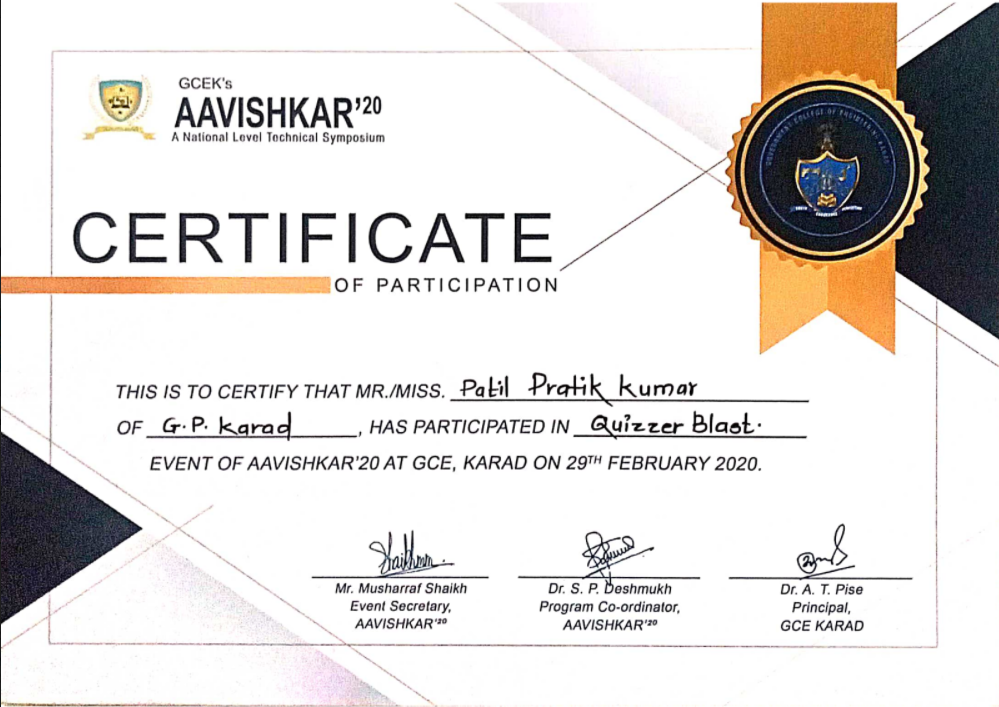 GCEK's
AAVISHKAR'20
A National Level Technical Symposium
GOVERNMENT COLLEGE OF ENGINEERING KARAD
CERTIFICATE
OF PARTICIPATION
THIS IS TO CERTIFY THAT MR./MISS. Patil Pratik Kumar
OF G.P. Karad, HAS PARTICIPATED IN Quizzer Blast.
EVENT OF AAVISHKAR'20 AT GCE, KARAD ON 29TH FEBRUARY 2020.
Mr. Musharraf Shaikh
Event Secretary,
AAVISHKAR'20
Dr. S. P. Deshmukh
Program Co-ordinator,
AAVISHKAR'20
Dr. A. T. Pise
Principal,
GCE KARAD